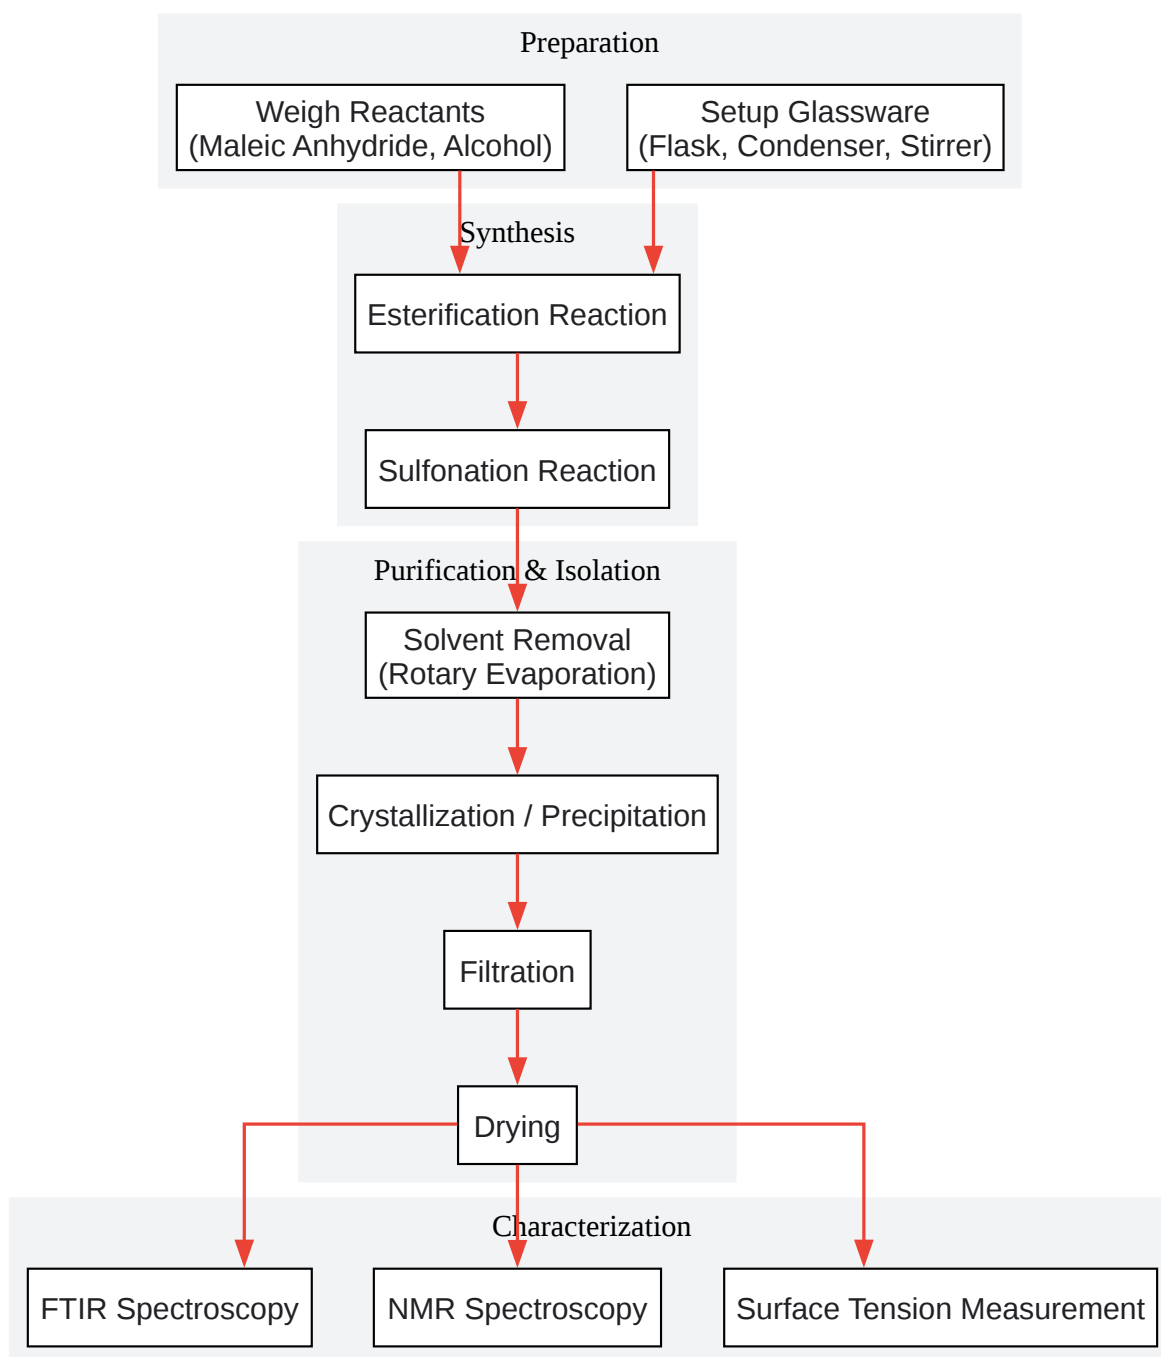 Preparation
Weigh Reactants
(Maleic Anhydride, Alcohol)
Setup Glassware
(Flask, Condenser, Stirrer)
Synthesis
Esterification Reaction
Sulfonation Reaction
Purification & Isolation
Solvent Removal
(Rotary Evaporation)
Crystallization / Precipitation
Filtration
Drying
Characterization
FTIR Spectroscopy
NMR Spectroscopy
Surface Tension Measurement